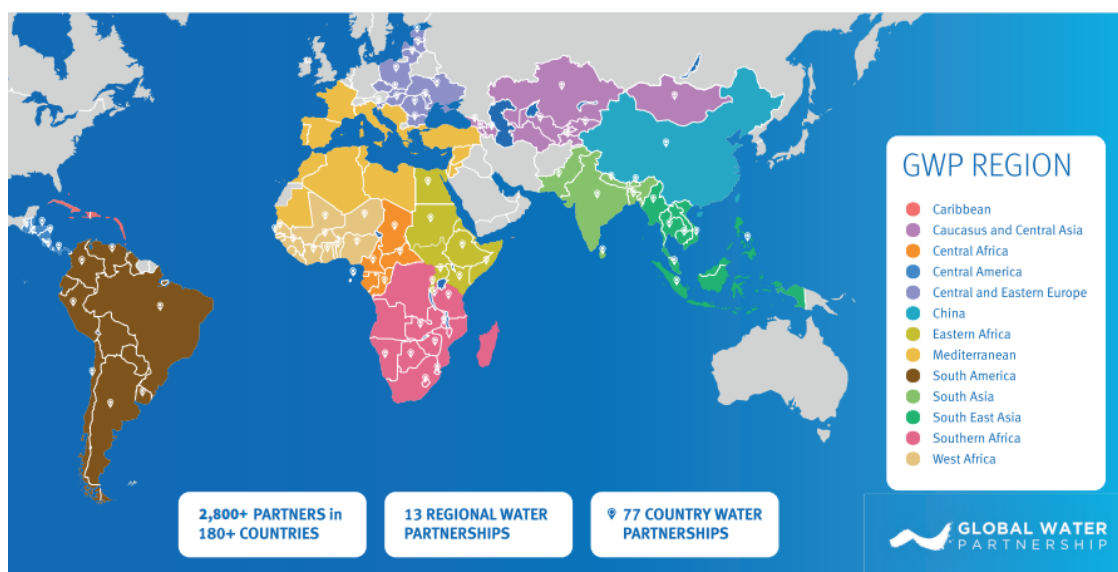 GWP REGION
Caribbean
Caucasus and Central Asia
Central Africa
Central America
Central and Eastern Europe
China
Eastern Africa
Mediterranean
South America
South Asia
South East Asia
Southern Africa
West Africa
2,800+ PARTNERS in
180+ COUNTRIES
13 REGIONAL WATER
PARTNERSHIPS
77 COUNTRY WATER
PARTNERSHIPS
GLOBAL WATER
PARTNERSHIP